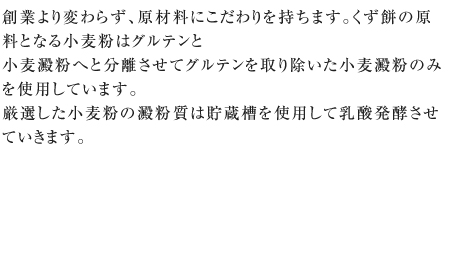 創業より変わらず、原材料にこだわりを持ちます。くず餅の原
料となる小麦粉はグルテンと
小麦澱粉へと分離させてグルテンを取り除いた小麦澱粉のみ
を使用しています。
厳選した小麦粉の澱粉質は貯蔵槽を使用して乳酸発酵させ
ていきます。